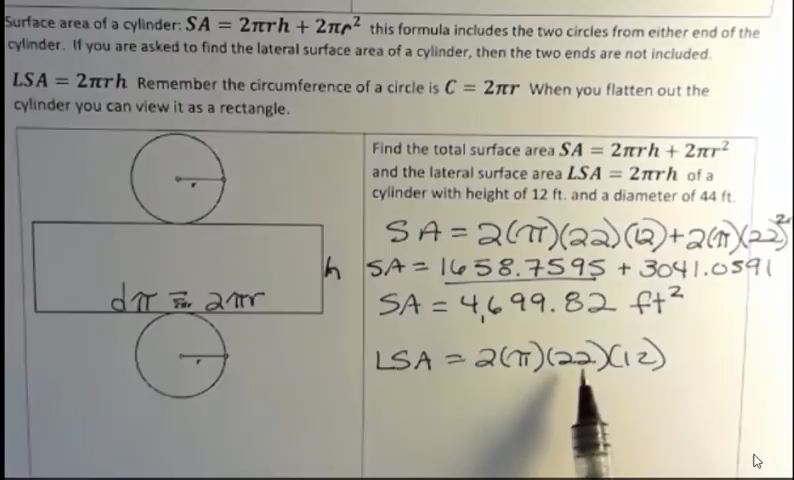 Surface area of a cylinder: SA = 2πrh + 2πr² this formula includes the two circles from either end of the
cylinder. If you are asked to find the lateral surface area of a cylinder, then the two ends are not included.
LSA = 2πrh Remember the circumference of a circle is C = 2πr When you flatten out the
cylinder you can view it as a rectangle.
r
h
dπ = 2πr
r
Find the total surface area SA = 2πrh + 2πr²
and the lateral surface area LSA = 2πrh of a
cylinder with height of 12 ft. and a diameter of 44 ft.
SA = 2(π)(22)(12)+2(π)(22)²
SA = 1658.7595 + 3041.0591
SA = 4,699.82 ft²
LSA = 2(π)(22)(12)